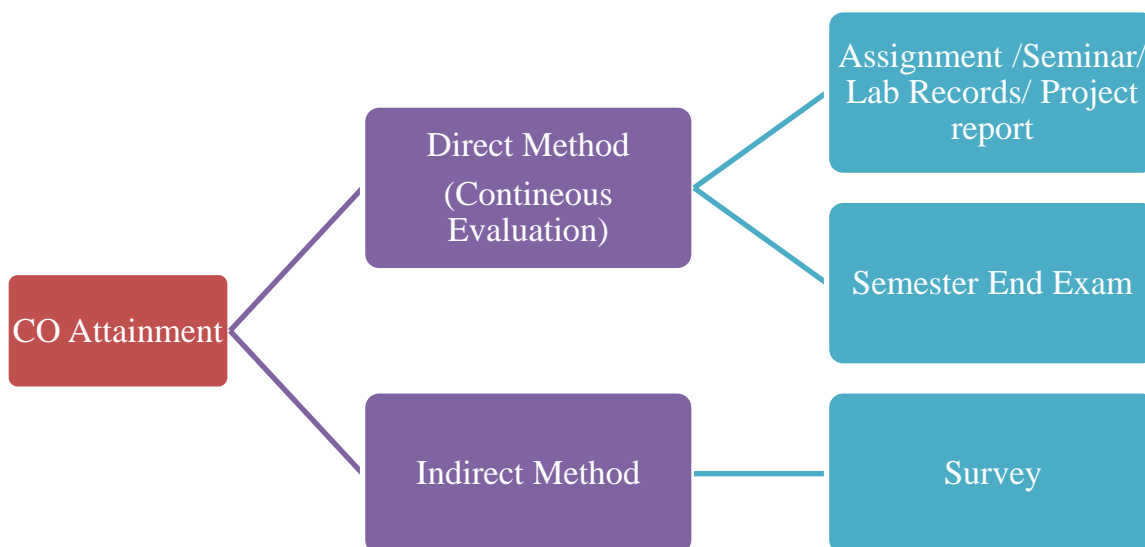 CO Attainment
Direct Method
(Contineous
Evaluation)
Assignment /Seminar/
Lab Records/ Project
report
Semester End Exam
Indirect Method
Survey